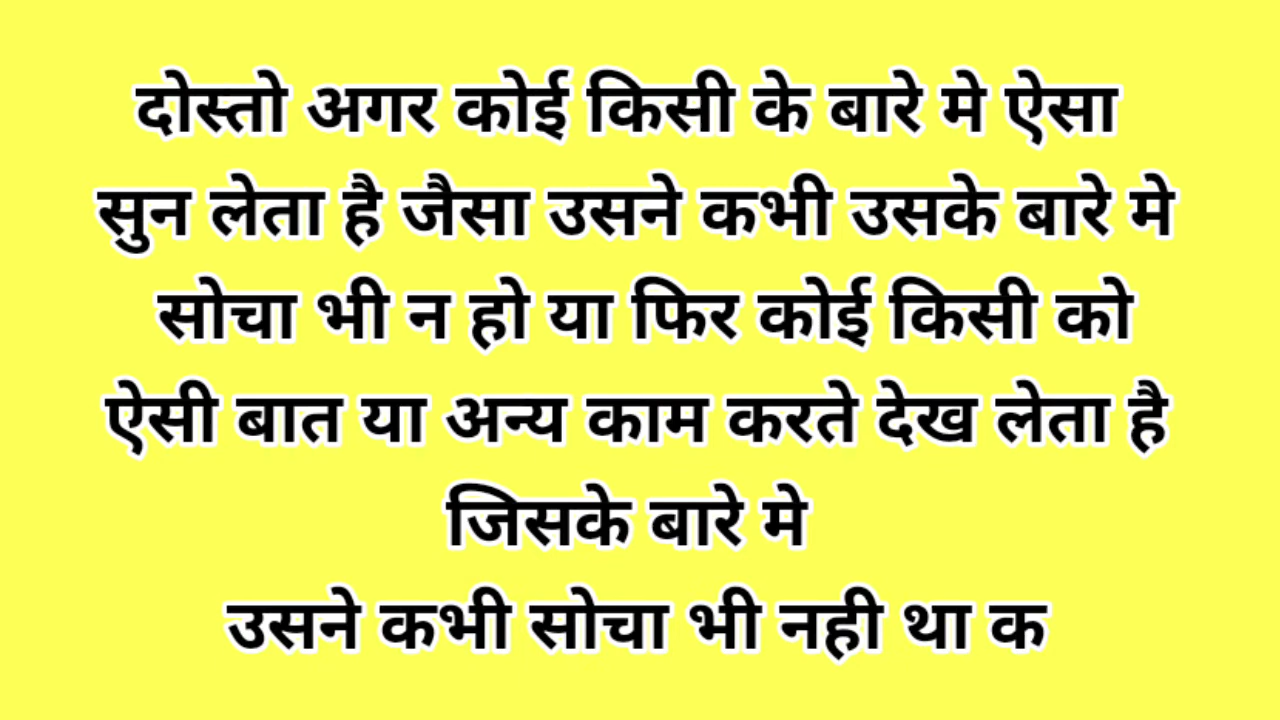 दोस्तो अगर कोई किसी के बारे मे ऐसा
सुन लेता है जैसा उसने कभी उसके बारे मे
सोचा भी न हो या फिर कोई किसी को
ऐसी बात या अन्य काम करते देख लेता है
जिसके बारे मे
उसने कभी सोचा भी नही था क